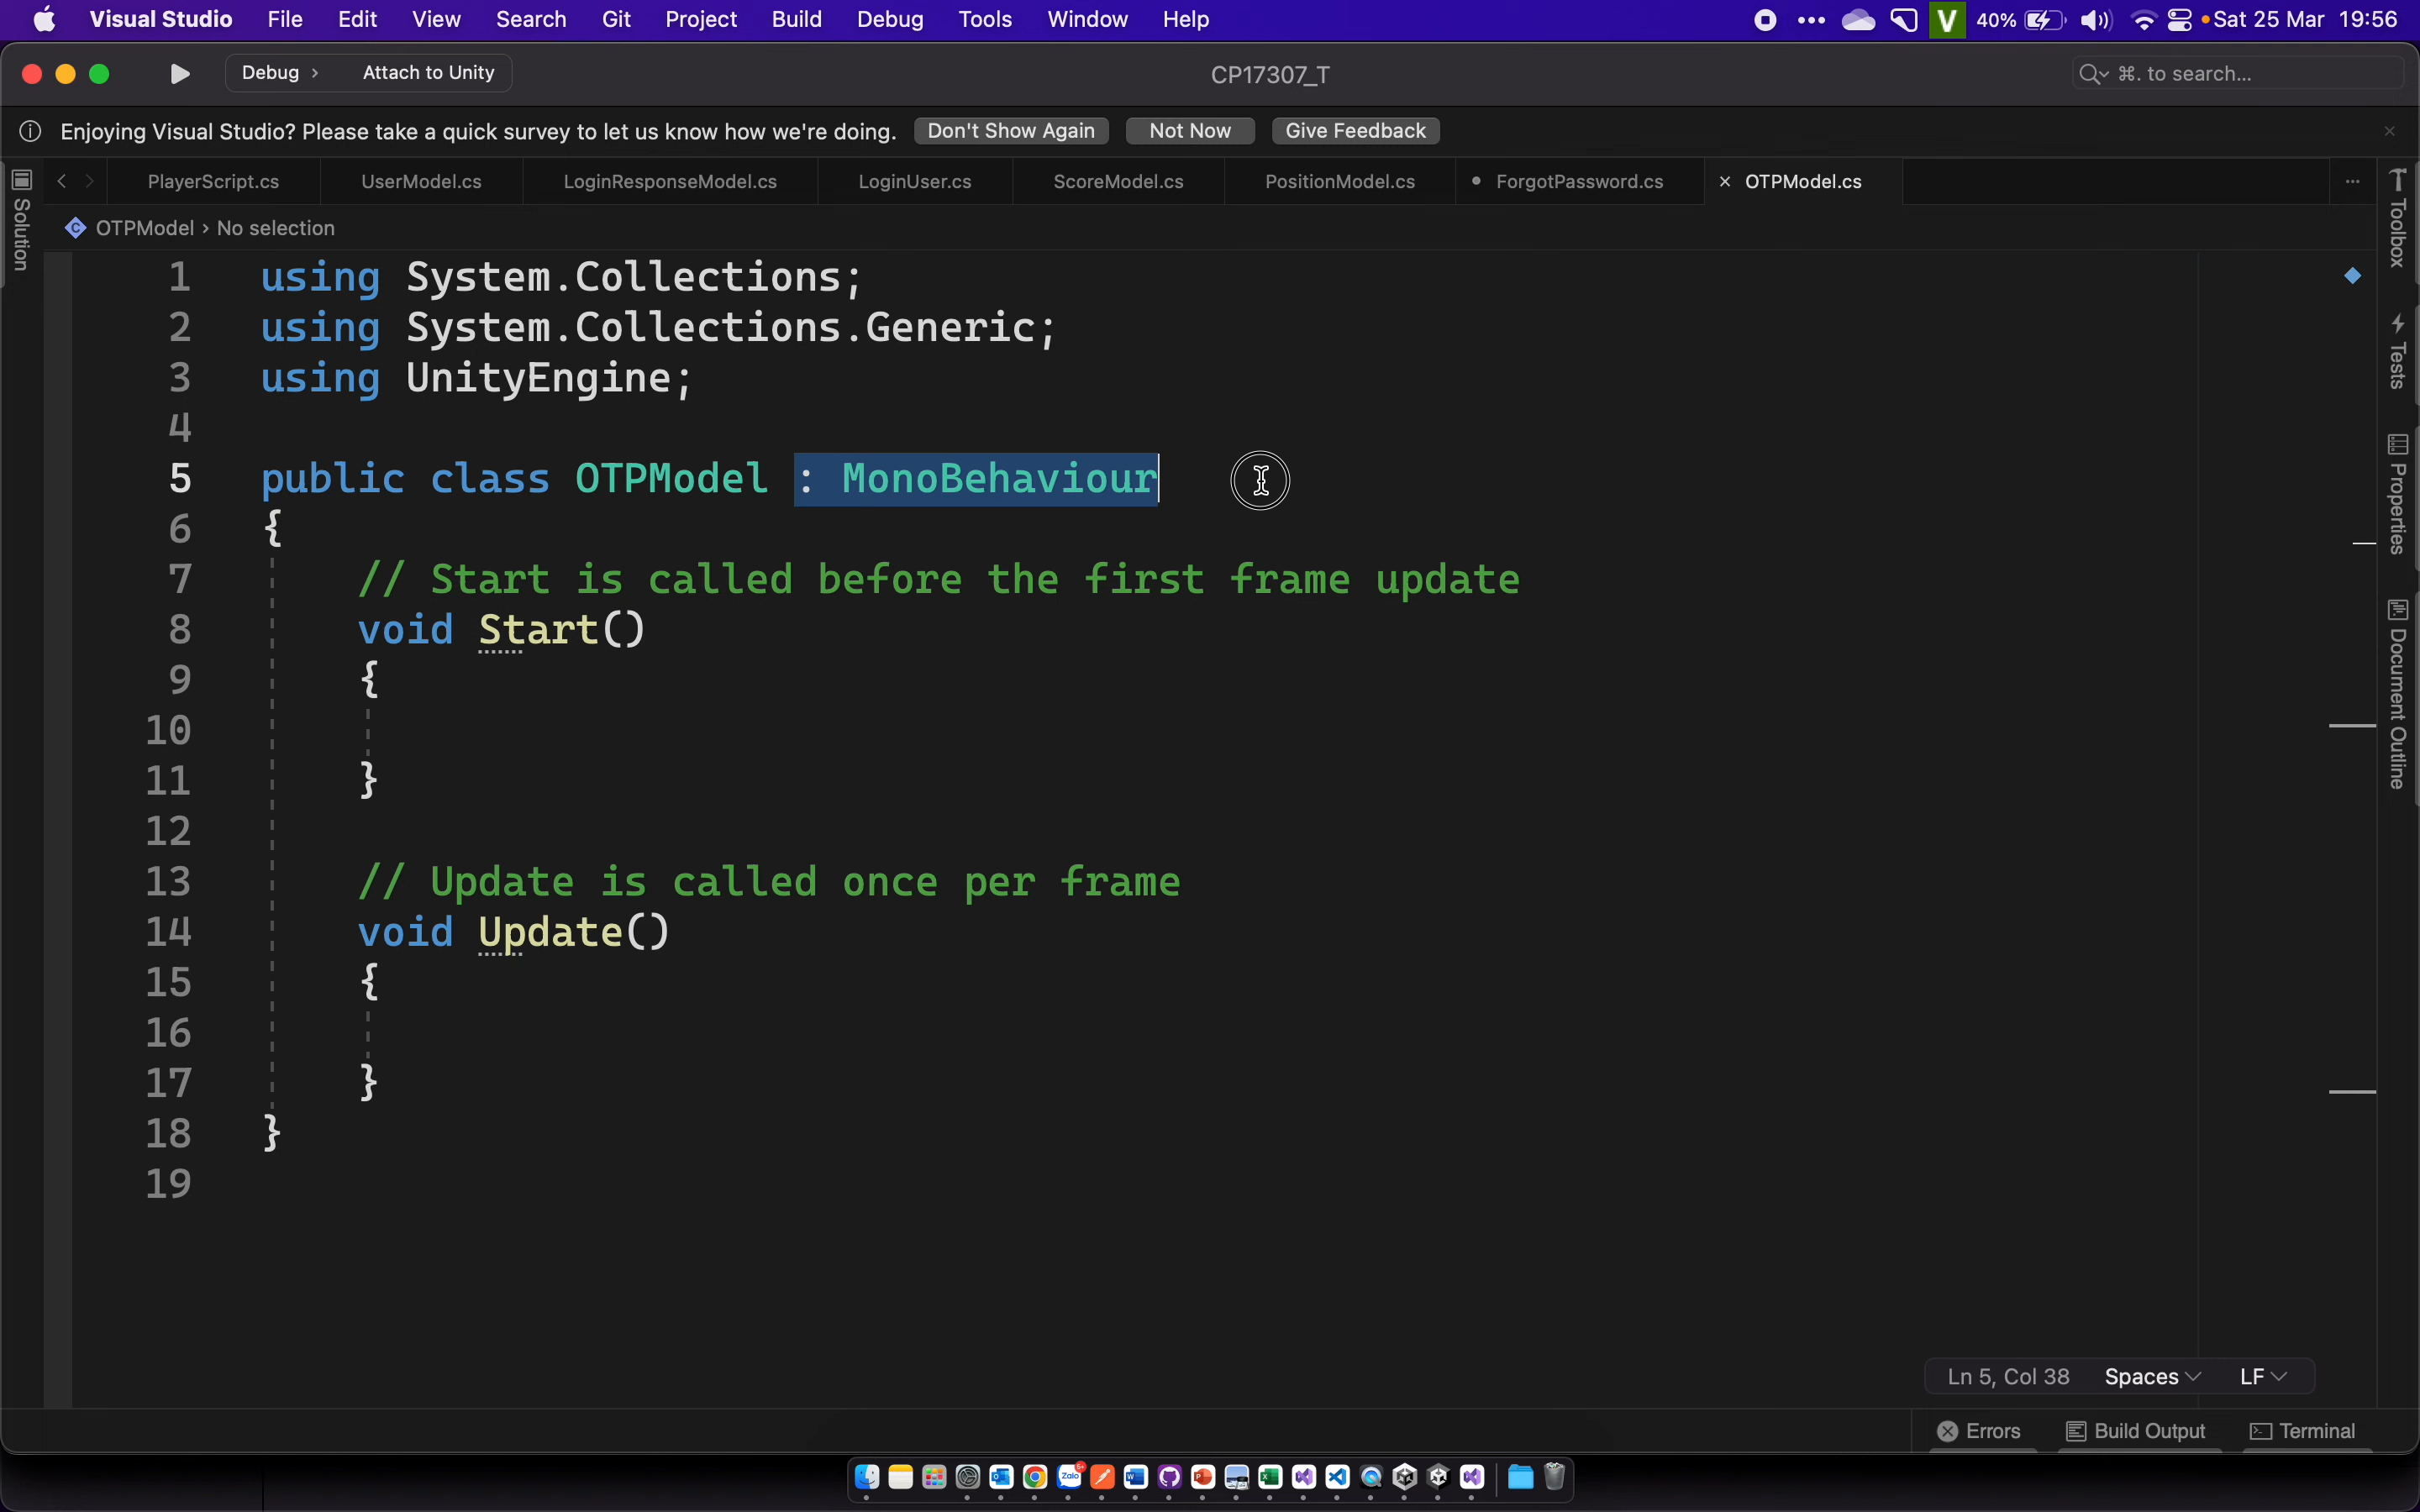 Visual Studio File Edit View Search Git Project Build Debug Tools Window Help V 40% Sat 25 Mar 19:56
Debug › Attach to Unity CP17307_T ⌘. to search...
Enjoying Visual Studio? Please take a quick survey to let us know how we're doing. Don't Show Again Not Now Give Feedback
PlayerScript.cs UserModel.cs LoginResponseModel.cs LoginUser.cs ScoreModel.cs PositionModel.cs ForgotPassword.cs OTPModel.cs
OTPModel › No selection
Solution
Toolbox
Tests
Properties
Document Outline
1 using System.Collections;
2 using System.Collections.Generic;
3 using UnityEngine;
4
5 public class OTPModel : MonoBehaviour
6 {
7 // Start is called before the first frame update
8 void Start()
9 {
10
11 }
12
13 // Update is called once per frame
14 void Update()
15 {
16
17 }
18 }
19
Ln 5, Col 38 Spaces LF
Errors Build Output Terminal
Zalo 5+